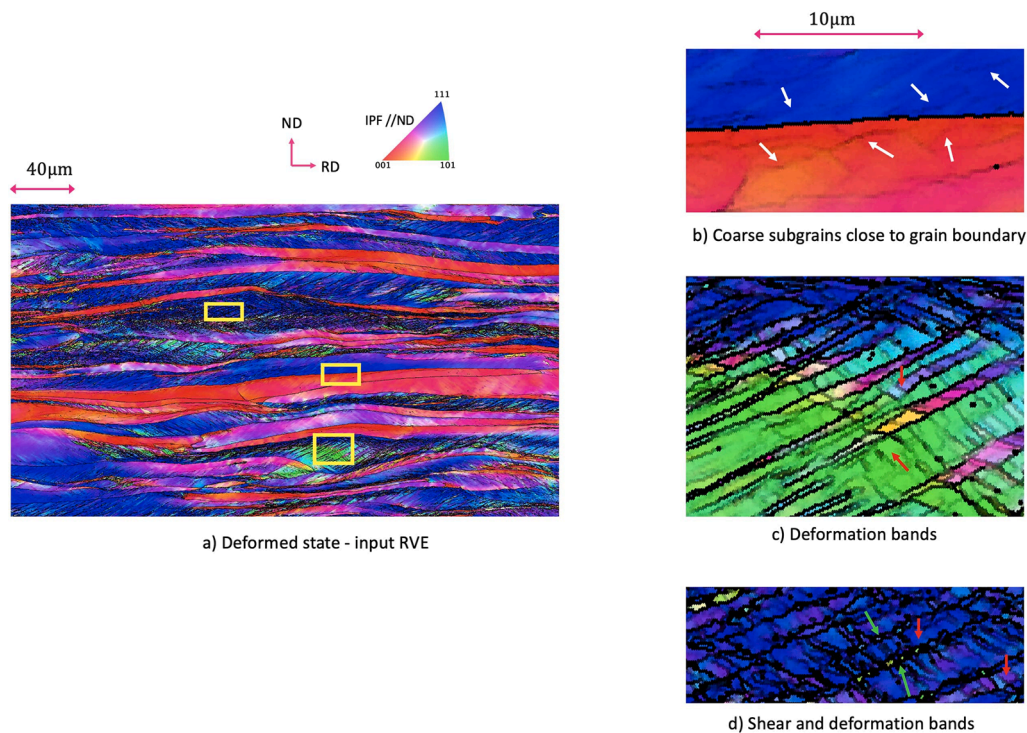 10μm
ND
RD
IPF //ND
111
001
101
40μm
b) Coarse subgrains close to grain boundary
a) Deformed state - input RVE
c) Deformation bands
d) Shear and deformation bands